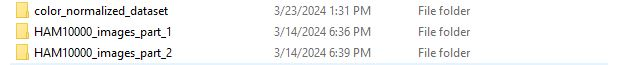 color_normalized_dataset 3/23/2024 1:31 PM File folder
HAM10000_images_part_1 3/14/2024 6:36 PM File folder
HAM10000_images_part_2 3/14/2024 6:39 PM File folder